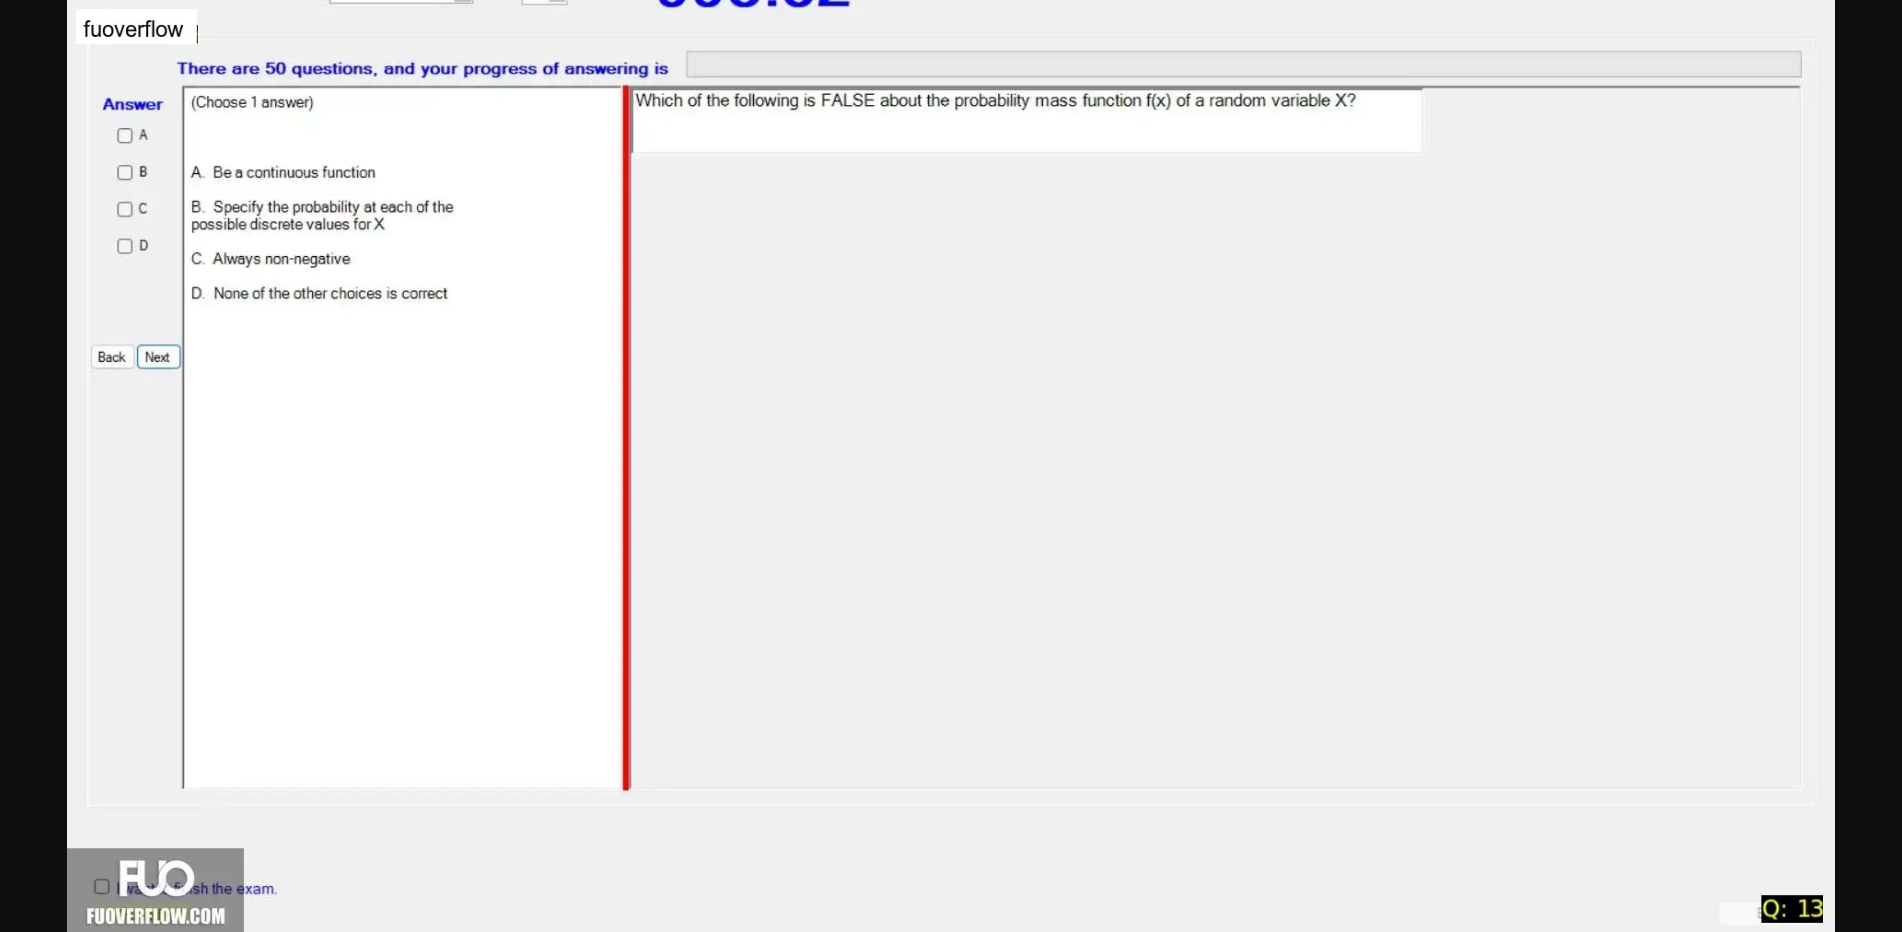 fuoverflow
There are 50 questions, and your progress of answering is
Answer
A
B
C
D
Back
Next
(Choose 1 answer)
A. Be a continuous function
B. Specify the probability at each of the
possible discrete values for X
C. Always non-negative
D. None of the other choices is correct
Which of the following is FALSE about the probability mass function f(x) of a random variable X?
the exam.
FUO
FUOVERFLOW.COM
Q: 13